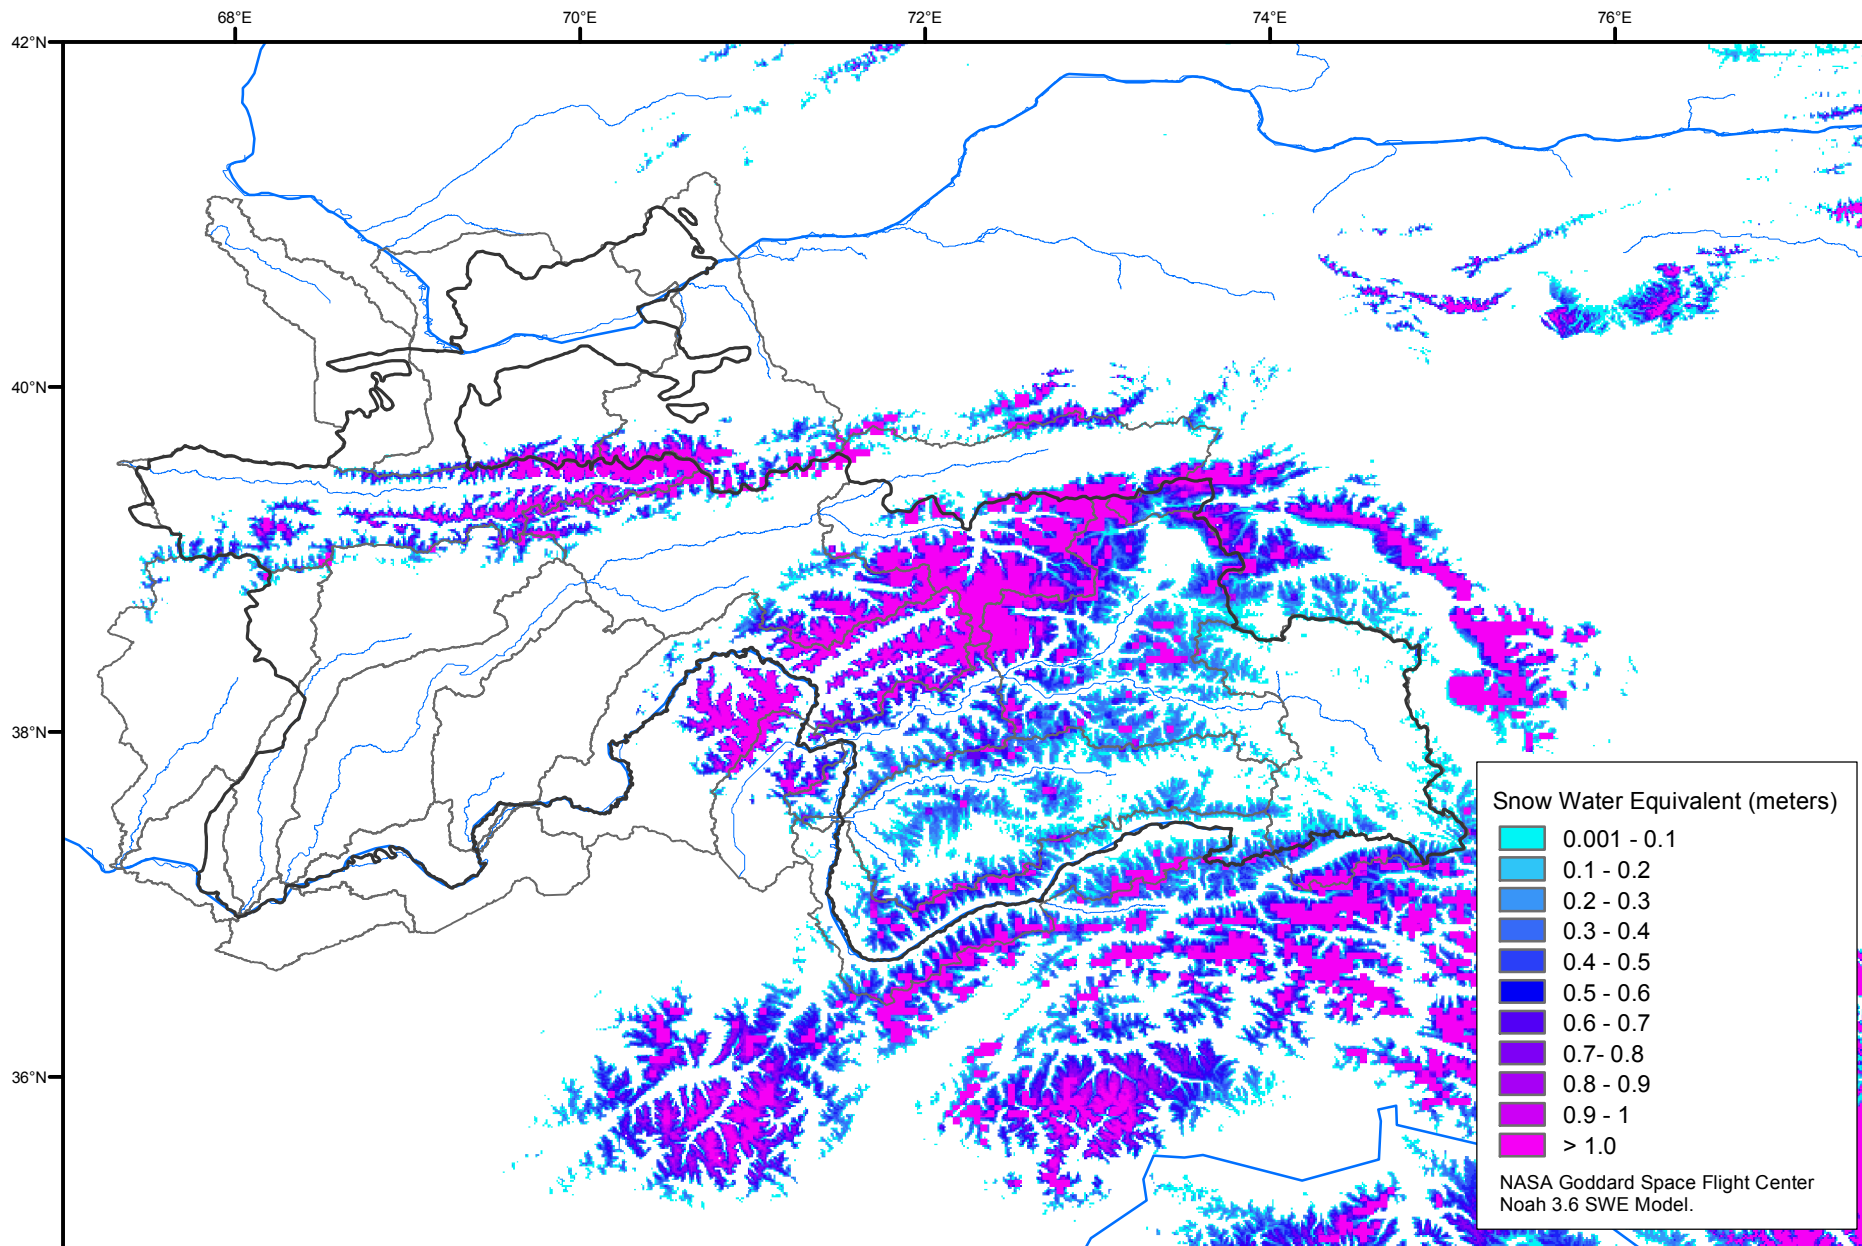 68°E 70°E 72°E 74°E 76°E
42°N
40°N
38°N
36°N
Snow Water Equivalent (meters)
0.001 - 0.1
0.1 - 0.2
0.2 - 0.3
0.3 - 0.4
0.4 - 0.5
0.5 - 0.6
0.6 - 0.7
0.7- 0.8
0.8 - 0.9
0.9 - 1
> 1.0
NASA Goddard Space Flight Center
Noah 3.6 SWE Model.